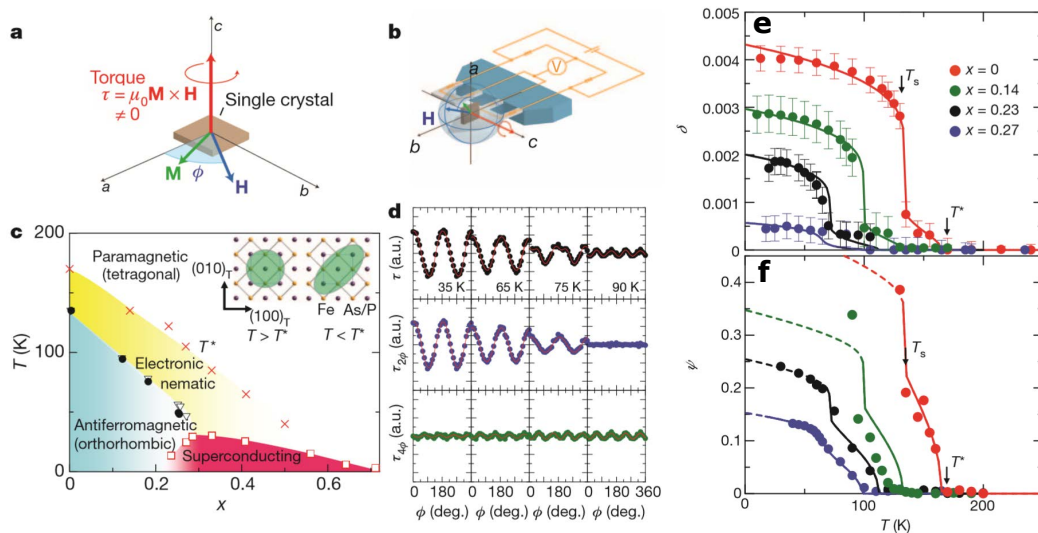 a
c
Torque
τ = μ₀M × H
≠ 0
Single crystal
M
ϕ
H
a
b
b
a
V
H
b
c
c
200
100
0
T (K)
Paramagnetic
(tetragonal)
(010)T
(100)T
T > T*
Fe As/P
T < T*
T*
Electronic
nematic
Antiferromagnetic
(orthorhombic)
Superconducting
0
0.2
0.4
0.6
x
d
τ (a.u.)
35 K
65 K
75 K
90 K
τ2ϕ (a.u.)
τ4ϕ (a.u.)
0 180 0 180 0 180 0 180 360
ϕ (deg.) ϕ (deg.) ϕ (deg.) ϕ (deg.)
e
0.005
0.004
0.003
0.002
0.001
0
δ
Ts
x = 0
x = 0.14
x = 0.23
x = 0.27
T*
f
0.4
0.3
0.2
0.1
0
ψ
Ts
T*
0
100
200
T (K)